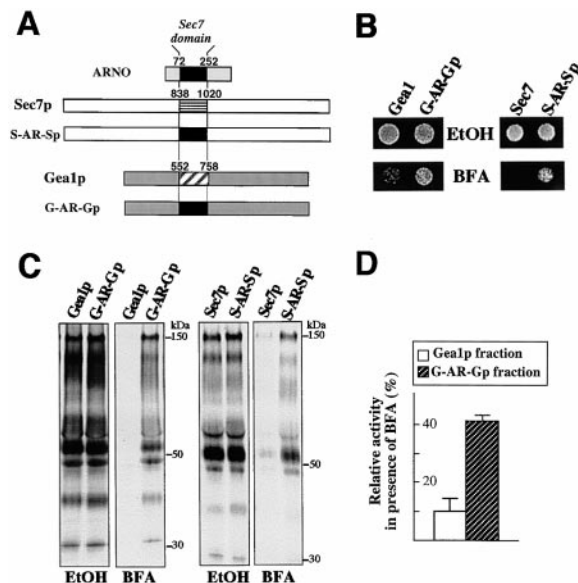 A
Sec7
domain
72 252
ARNO
838 1020
Sec7p
S-AR-Sp
552 758
Gea1p
G-AR-Gp
B
Gea1 G-AR-Gp Sec7 S-AR-Sp
EtOH
BFA
C
Gea1p G-AR-Gp Gea1p G-AR-Gp Sec7p S-AR-Sp Sec7p S-AR-Sp
kDa kDa
-150 -150
-50 -50
-30 -30
EtOH BFA EtOH BFA
D
Gea1p fraction
G-AR-Gp fraction
Relative activity
in presence of BFA (%)
40
20
10